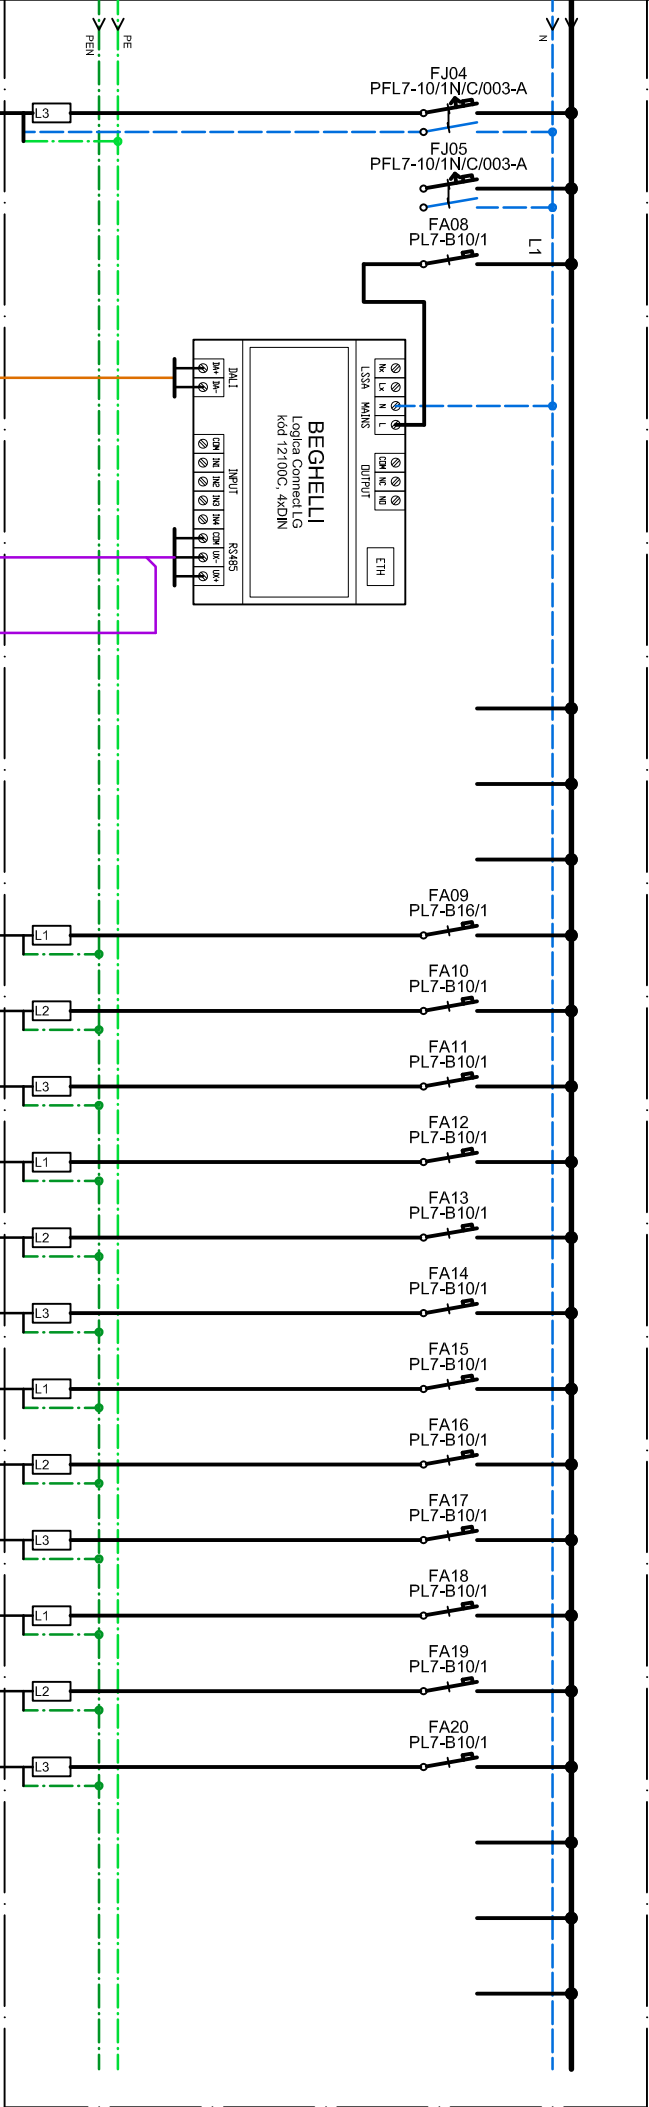 PEN
PE
N
FJ04
PFL7-10/1N/C/003-A
L3
FJ05
PFL7-10/1N/C/003-A
FA08
PL7-B10/1
L1
DALI
DA+
DA-
INPUT
COM
IN1
IN2
IN3
IN4
RS485
COM
UX-
UX+
BEGHELLI
Logica Connect LG
kód 12100C, 4xDIN
LSSA
MAINS
Nx
Lx
N
L
OUTPUT
COM
NC
NO
ETH
FA09
PL7-B16/1
L1
FA10
PL7-B10/1
L2
FA11
PL7-B10/1
L3
FA12
PL7-B10/1
L1
FA13
PL7-B10/1
L2
FA14
PL7-B10/1
L3
FA15
PL7-B10/1
L1
FA16
PL7-B10/1
L2
FA17
PL7-B10/1
L3
FA18
PL7-B10/1
L1
FA19
PL7-B10/1
L2
FA20
PL7-B10/1
L3